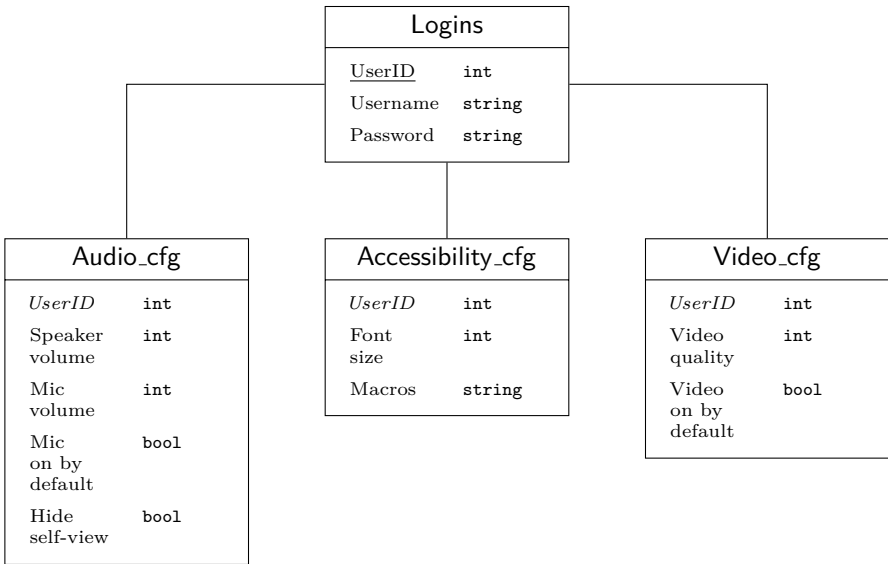 Logins
UserID int
Username string
Password string
Audio_cfg
UserID int
Speaker int
volume
Mic int
volume
Mic bool
on by
default
Hide bool
self-view
Accessibility_cfg
UserID int
Font int
size
Macros string
Video_cfg
UserID int
Video int
quality
Video bool
on by
default